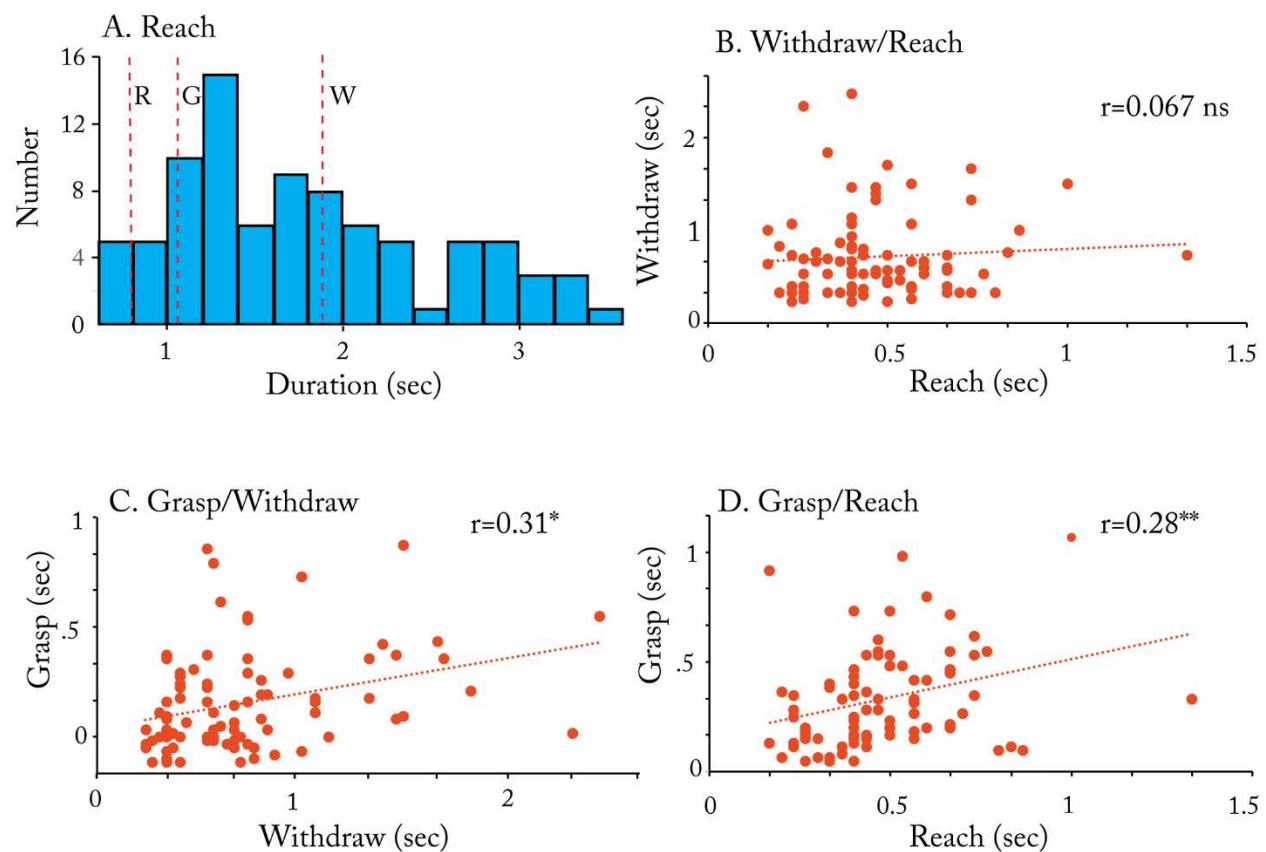 A. Reach
16
12
8
4
0
Number
R
G
W
1
2
3
Duration (sec)
B. Withdraw/Reach
r=0.067 ns
2
1
0
Withdraw (sec)
0
0.5
1
1.5
Reach (sec)
C. Grasp/Withdraw
r=0.31*
1
.5
0
Grasp (sec)
0
1
2
Withdraw (sec)
D. Grasp/Reach
r=0.28**
1
.5
0
Grasp (sec)
0
0.5
1
1.5
Reach (sec)